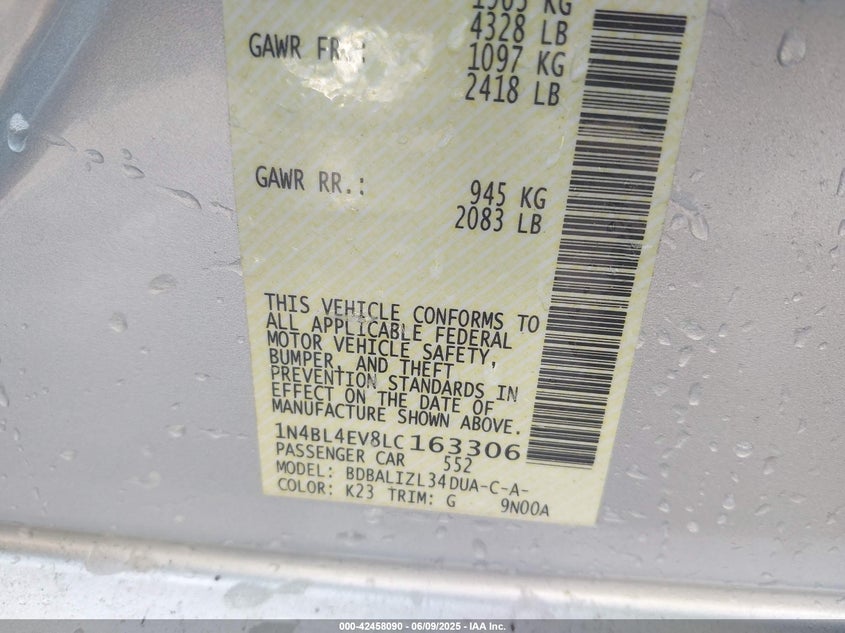 4328 LB
GAWR FR.: 1097 KG
2418 LB
GAWR RR.: 945 KG
2083 LB
THIS VEHICLE CONFORMS TO
ALL APPLICABLE FEDERAL
MOTOR VEHICLE SAFETY,
BUMPER, AND THEFT
PREVENTION STANDARDS IN
EFFECT ON THE DATE OF
MANUFACTURE SHOWN ABOVE.
1N4BL4EV8LC163306
PASSENGER CAR 552
MODEL: BDBALIZL34DUA-C-A-
COLOR: K23 TRIM: G 9N00A
000-42458090 - 06/09/2025 - IAA Inc.